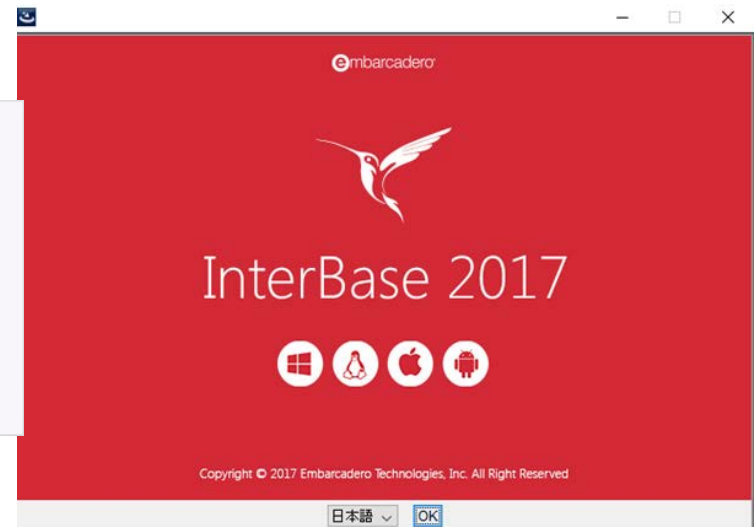 embarcadero
InterBase 2017
Copyright © 2017 Embarcadero Technologies, Inc. All Right Reserved
日本語 OK